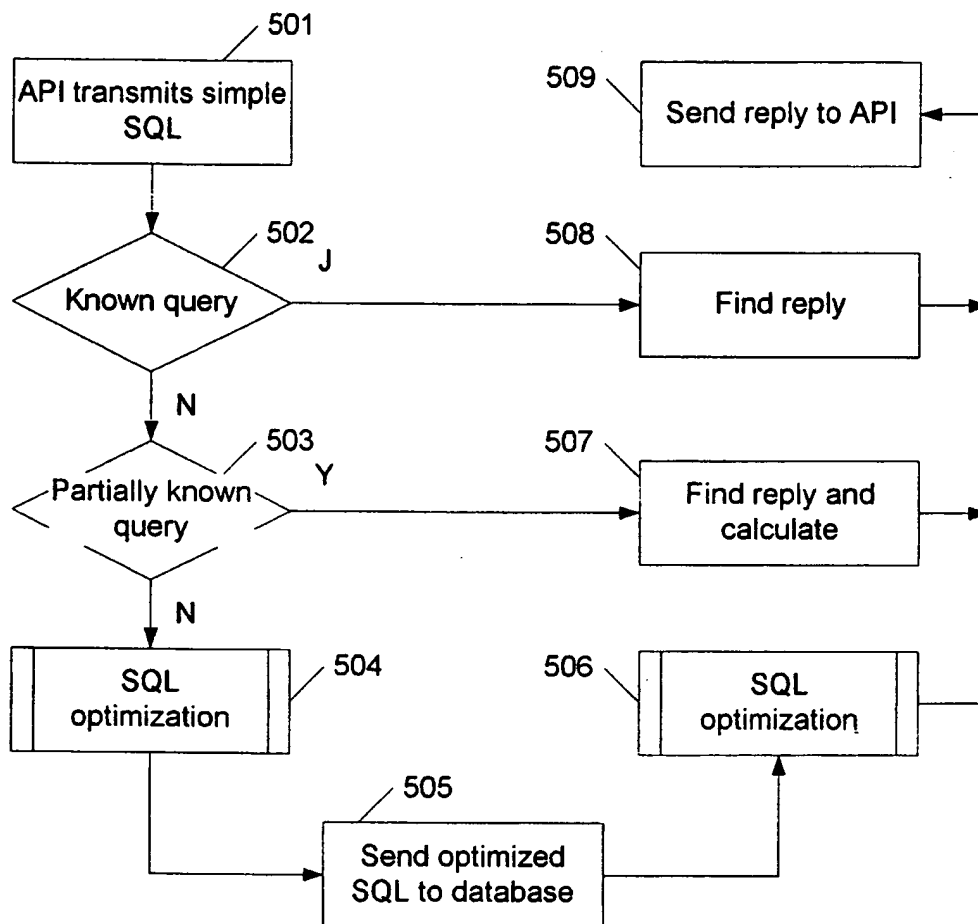 501
API transmits simple
SQL
509
Send reply to API
502
J
Known query
508
Find reply
N
503
Y
Partially known
query
507
Find reply and
calculate
N
SQL
optimization
504
506
SQL
optimization
505
Send optimized
SQL to database